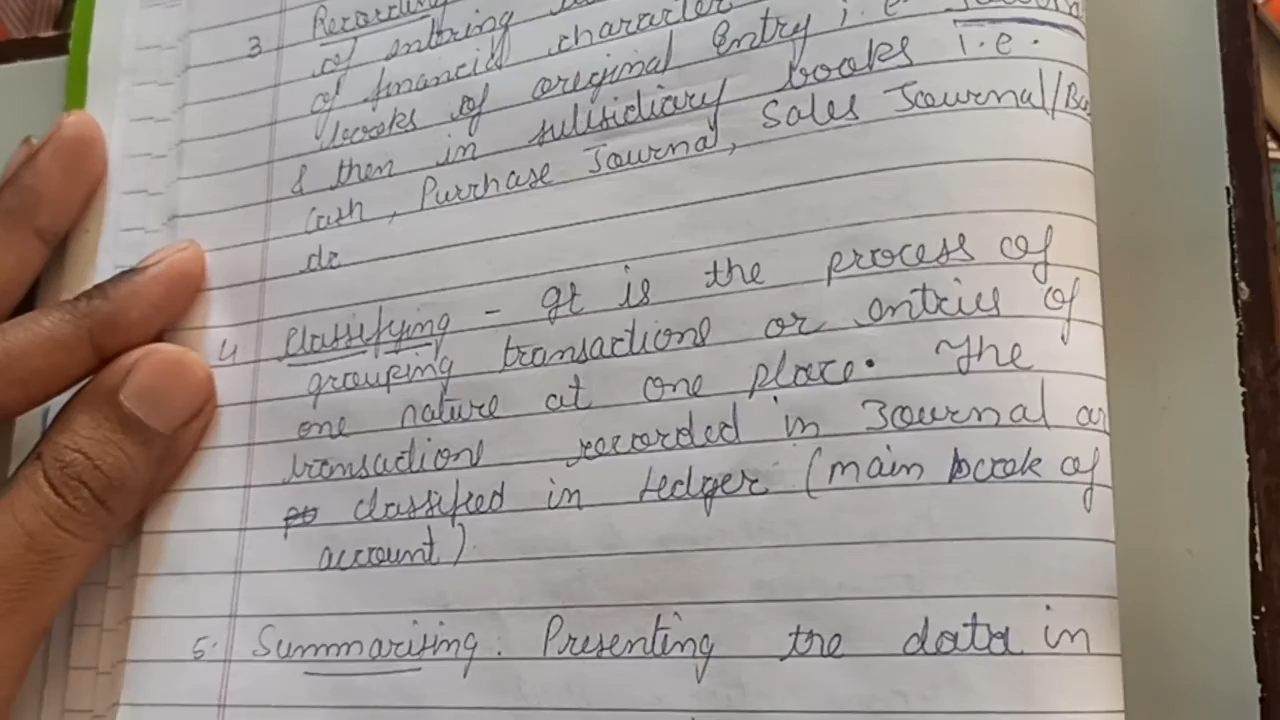 3 Recording
of entering
of financial character
books of original Entry i.e
& then in subsidiary books i.e.
Cash, Purchase Journal, Sales Journal/
4 Classifying - It is the process of
grouping transactions or entries of
one nature at one place. The
transactions recorded in Journal
classified in Ledger (main book of
account)
5. Summarising. Presenting the data in